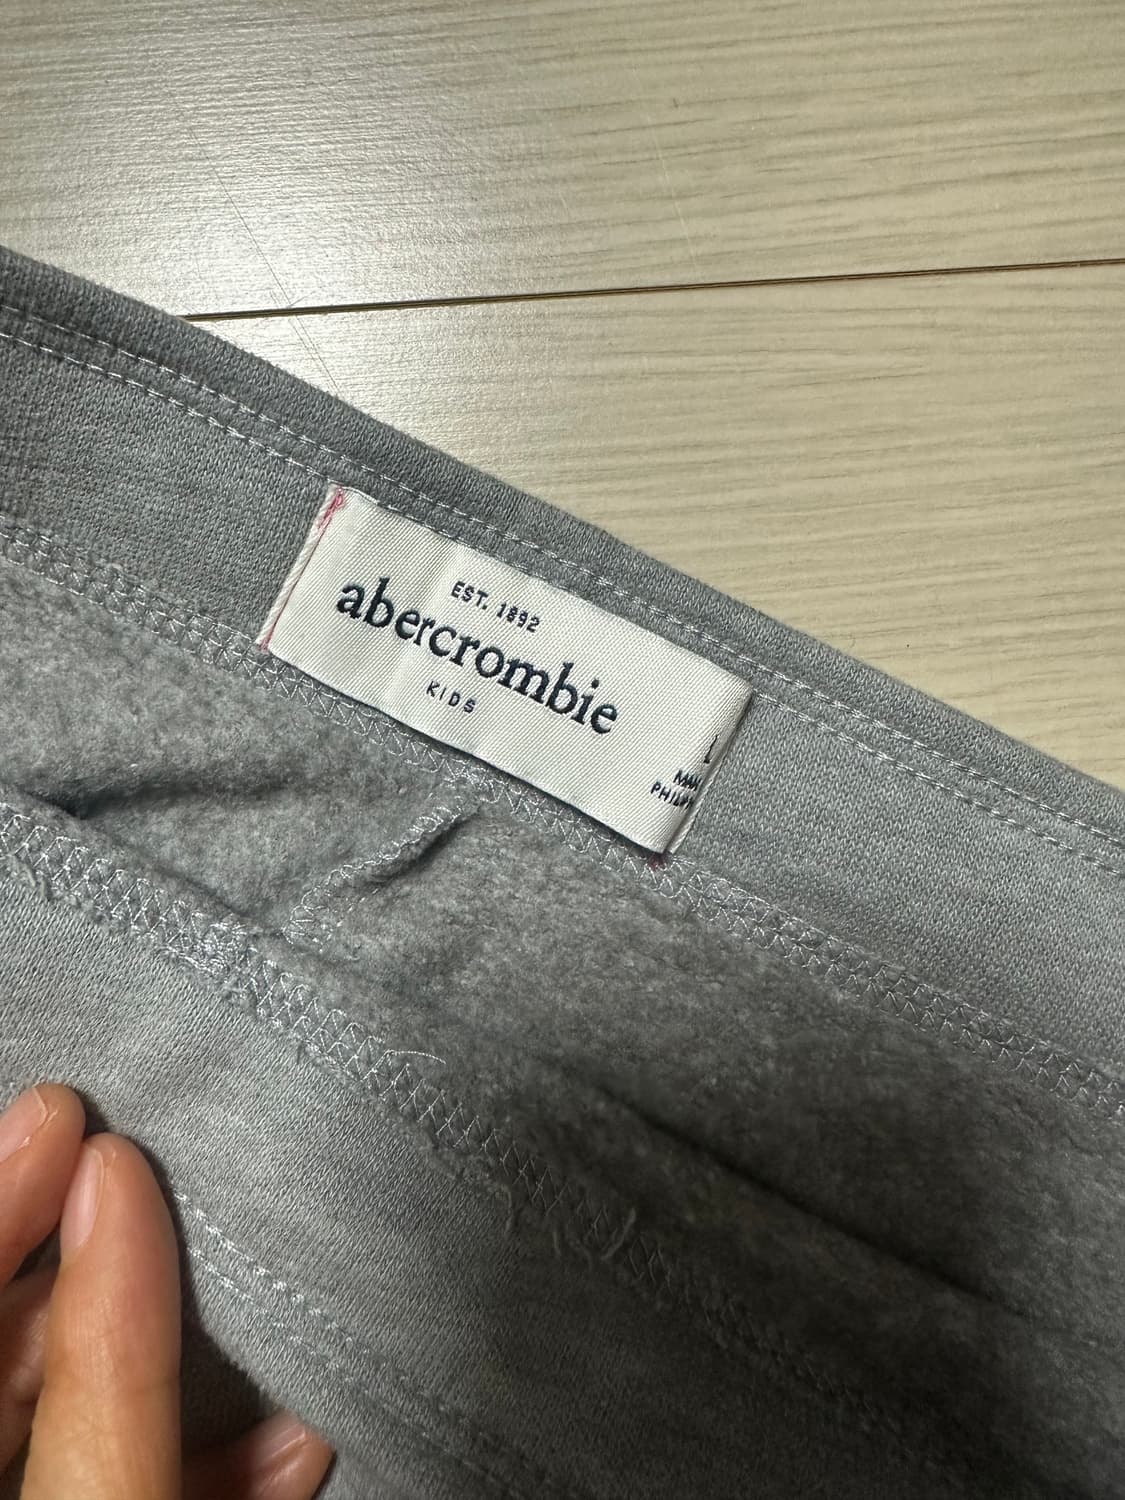 EST. 1892
abercrombie
KIDS